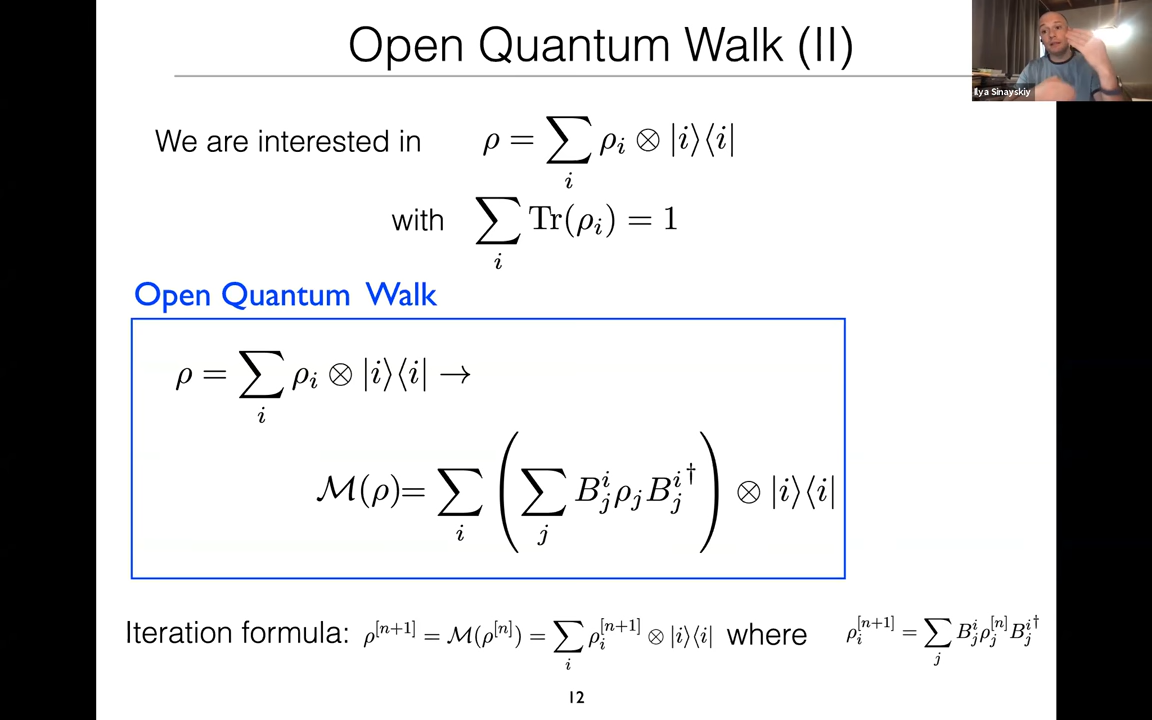 Open Quantum Walk (II)
lya Sinayskiy
We are interested in ρ = ∑_i ρ_i ⊗ |i⟩⟨i|
with ∑_i Tr(ρ_i) = 1
Open Quantum Walk
ρ = ∑_i ρ_i ⊗ |i⟩⟨i| →
ℳ(ρ)= ∑_i ( ∑_j B_j^i ρ_j B_j^{i†} ) ⊗ |i⟩⟨i|
Iteration formula: ρ^{[n+1]} = ℳ(ρ^{[n]}) = ∑_i ρ_i^{[n+1]} ⊗ |i⟩⟨i| where ρ_i^{[n+1]} = ∑_j B_j^i ρ_j^{[n]} B_j^{i†}
12